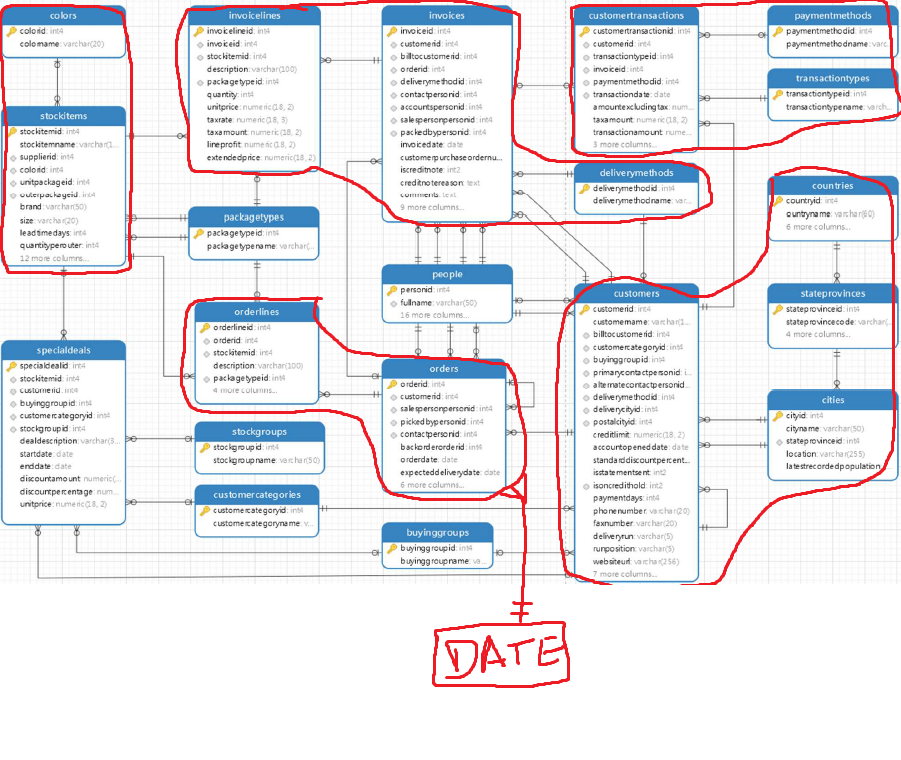 colors
colorid: int4
colorname: varchar(20)
stockitems
stockitemid: int4
stockitemname: varchar(1...
supplierid: int4
colorid: int4
unitpackageid: int4
outerpackageid: int4
brand: varchar(50)
size: varchar(20)
leadtimedays: int4
quantityperouter: int4
12 more columns...
specialdeals
specialdealid: int4
stockitemid: int4
customerid: int4
buyinggroupid: int4
customercategoryid: int4
stockgroupid: int4
dealdescription: varchar(3...
startdate: date
enddate: date
discountamount: numeric(...
discountpercentage: num...
unitprice: numeric(18, 2)
invoicelines
invoicelineid: int4
invoiceid: int4
stockitemid: int4
description: varchar(100)
packagetypeid: int4
quantity: int4
unitprice: numeric(18, 2)
taxrate: numeric(18, 3)
taxamount: numeric(18, 2)
lineprofit: numeric(18, 2)
extendedprice: numeric(18, 2)
packagetypes
packagetypeid: int4
packagetypename: varchar(...
orderlines
orderlineid: int4
orderid: int4
stockitemid: int4
description: varchar(100)
packagetypeid: int4
4 more columns...
stockgroups
stockgroupid: int4
stockgroupname: varchar(50)
customercategories
customercategoryid: int4
customercategoryname: v...
invoices
invoiceid: int4
customerid: int4
billtocustomerid: int4
orderid: int4
deliverymethodid: int4
contactpersonid: int4
accountspersonid: int4
salespersonpersonid: int4
packedbypersonid: int4
invoicedate: date
customerpurchaseordernu...
iscreditnote: int2
creditnotereason: text
comments: text
9 more columns...
people
personid: int4
fullname: varchar(50)
16 more columns...
orders
orderid: int4
customerid: int4
salespersonpersonid: int4
pickedbypersonid: int4
contactpersonid: int4
backorderorderid: int4
orderdate: date
expecteddeliverydate: date
6 more columns...
buyinggroups
buyinggroupid: int4
buyinggroupname: va...
customertransactions
customertransactionid: int4
customerid: int4
transactiontypeid: int4
invoiceid: int4
paymentmethodid: int4
transactiondate: date
amountexcludingtax: num...
taxamount: numeric(18, 2)
transactionamount: nume...
3 more columns...
deliverymethods
deliverymethodid: int4
deliverymethodname: var...
customers
customerid: int4
customername: varchar(1...
billtocustomerid: int4
customercategoryid: int4
buyinggroupid: int4
primarycontactpersonid: i...
alternatecontactpersonid...
deliverymethodid: int4
deliverycityid: int4
postalcityid: int4
creditlimit: numeric(18, 2)
accountopeneddate: date
standarddiscountpercent...
isstatementsent: int2
isoncredithold: int2
paymentdays: int4
phonenumber: varchar(20)
faxnumber: varchar(20)
deliveryrun: varchar(5)
runposition: varchar(5)
websiteurl: varchar(256)
7 more columns...
paymentmethods
paymentmethodid: int4
paymentmethodname: varc...
transactiontypes
transactiontypeid: int4
transactiontypename: varch...
countries
countryid: int4
ountryname: varchar(60)
6 more columns...
stateprovinces
stateprovinceid: int4
stateprovincecode: varchar(...
4 more columns...
cities
cityid: int4
cityname: varchar(50)
stateprovinceid: int4
location: varchar(255)
latestrecordedpopulation
DATE